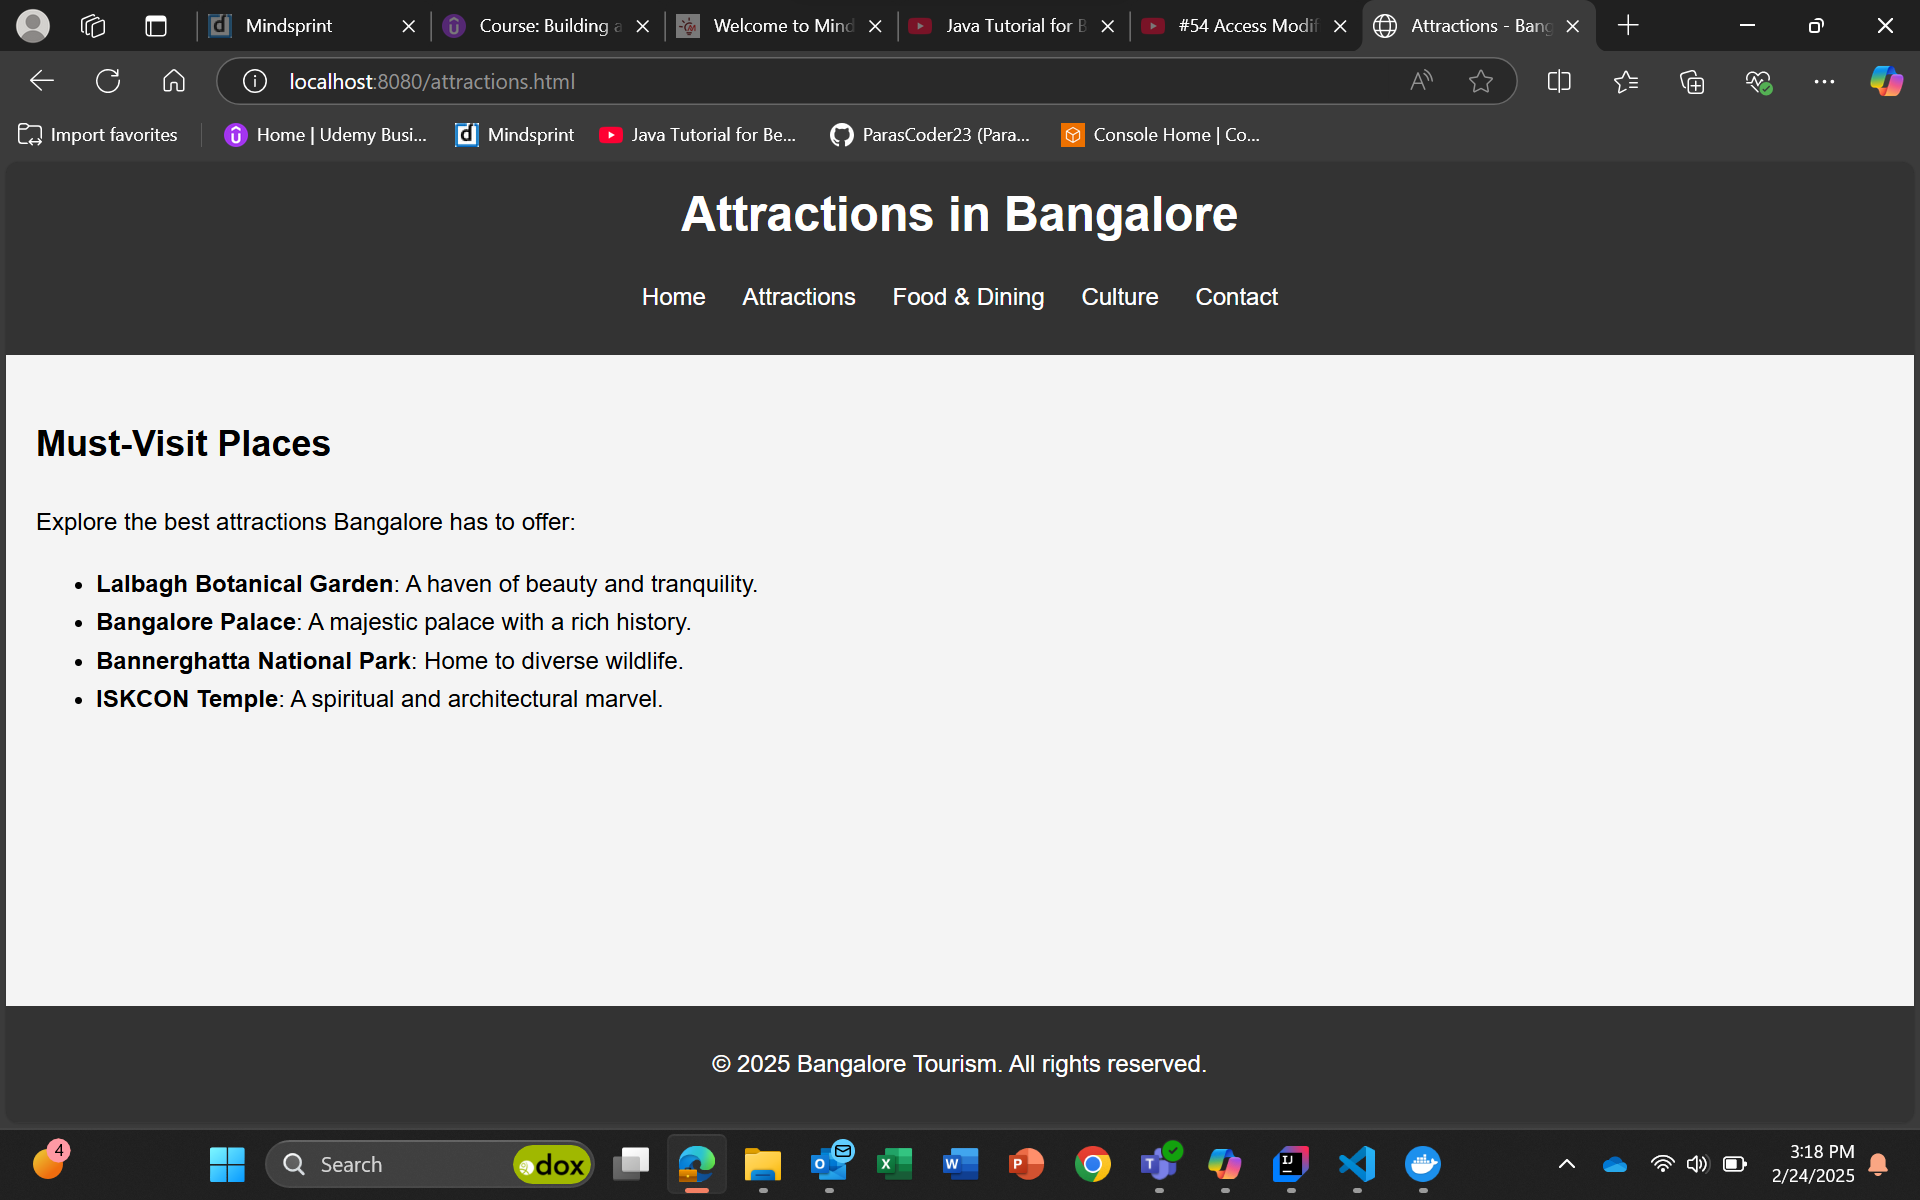 Mindsprint
Course: Building a
Welcome to Mind
Java Tutorial for B
#54 Access Modif
Attractions - Bang
localhost:8080/attractions.html
Import favorites
Home | Udemy Busi...
Mindsprint
Java Tutorial for Be...
ParasCoder23 (Para...
Console Home | Co...
Attractions in Bangalore
Home
Attractions
Food & Dining
Culture
Contact
Must-Visit Places
Explore the best attractions Bangalore has to offer:
• Lalbagh Botanical Garden: A haven of beauty and tranquility.
• Bangalore Palace: A majestic palace with a rich history.
• Bannerghatta National Park: Home to diverse wildlife.
• ISKCON Temple: A spiritual and architectural marvel.
© 2025 Bangalore Tourism. All rights reserved.
4
Search
dox
3:18 PM
2/24/2025